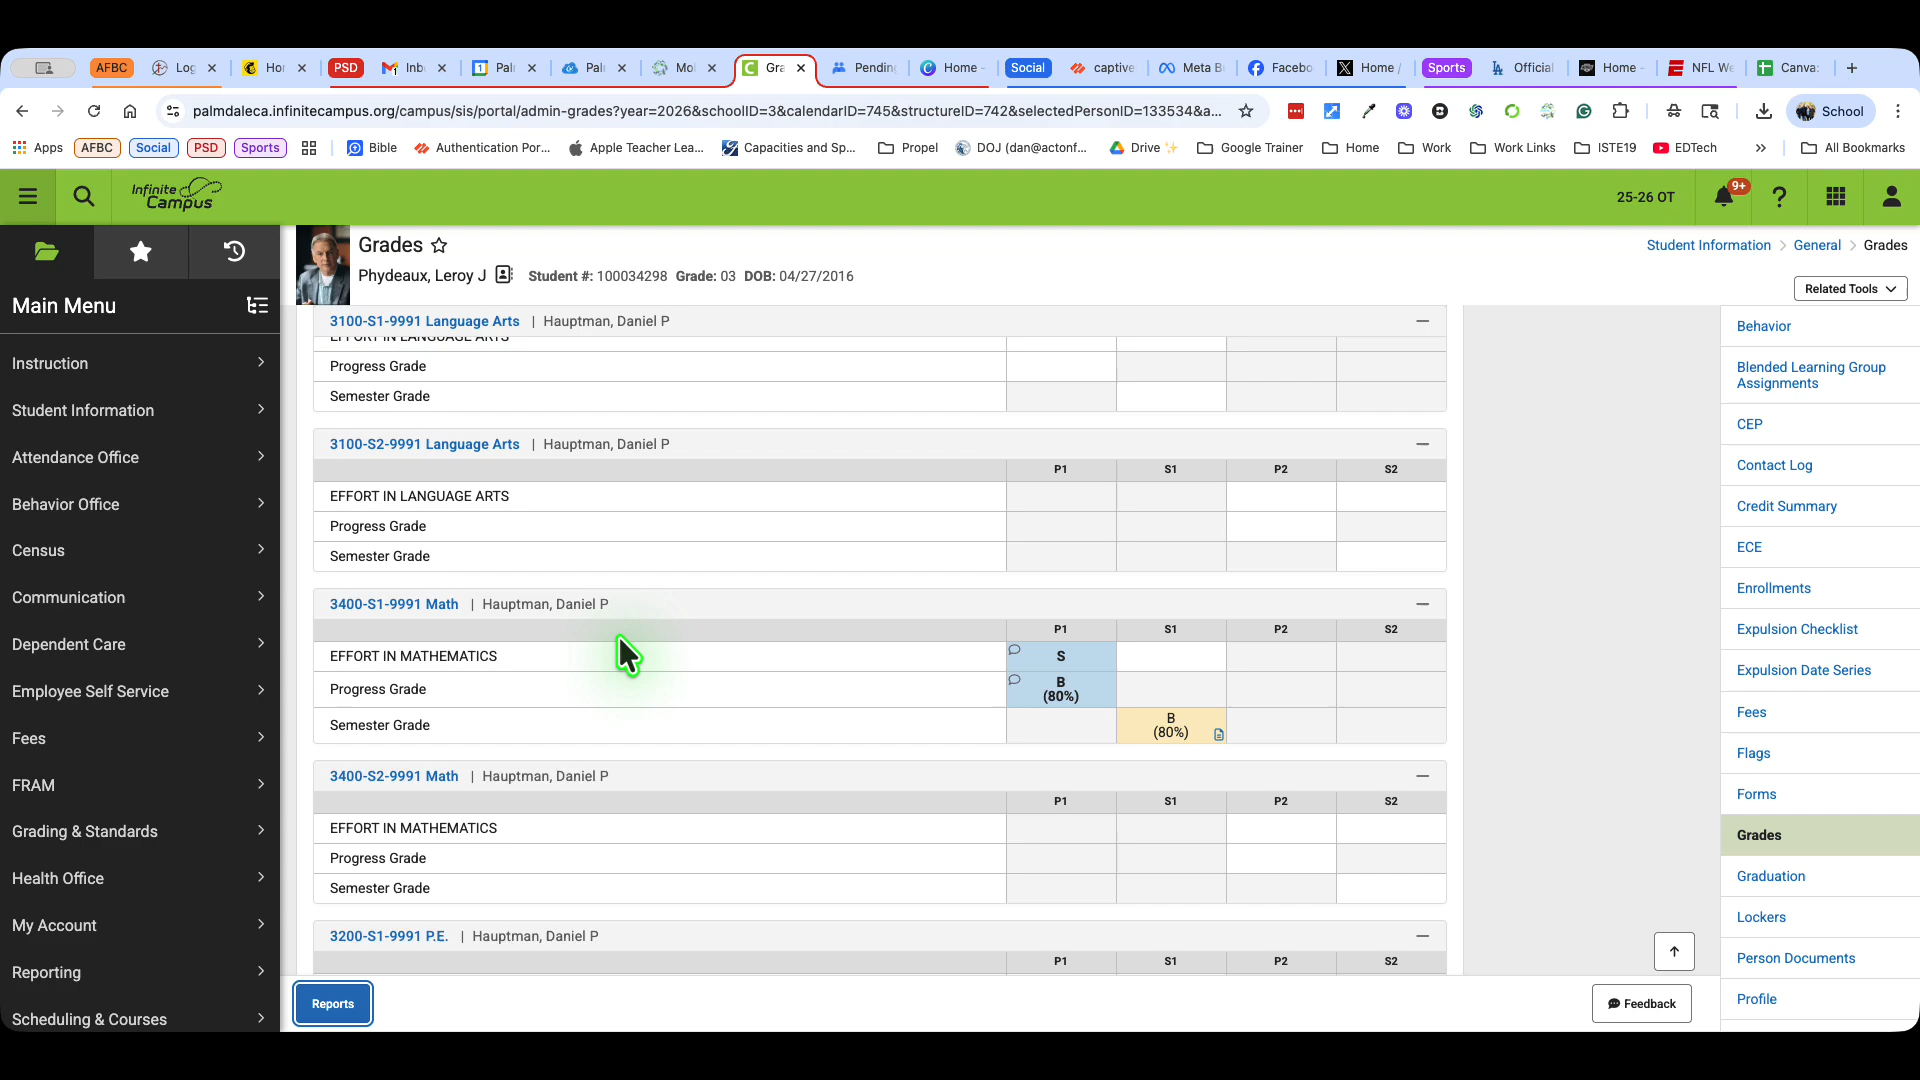 AFBC
Log
Hor
PSD
Inb
Pal
Pal
Mol
Gra
Pendin
Home -
Social
captive
Meta B
Facebo
Home /
Sports
Official
Home -
NFL We
Canva:
palmdaleca.infinitecampus.org/campus/sis/portal/admin-grades?year=2026&schoolID=3&calendarID=745&structureID=742&selectedPersonID=133534&a...
School
Apps
AFBC
Social
PSD
Sports
Bible
Authentication Por...
Apple Teacher Lea...
Capacities and Sp...
Propel
DOJ (dan@actonf...
Drive ✨
Google Trainer
Home
Work
Work Links
ISTE19
EDTech
»
All Bookmarks
Infinite Campus
25-26 OT
9+
Grades
Student Information > General > Grades
Phydeaux, Leroy J Student #: 100034298 Grade: 03 DOB: 04/27/2016
Related Tools
Main Menu
Instruction
Student Information
Attendance Office
Behavior Office
Census
Communication
Dependent Care
Employee Self Service
Fees
FRAM
Grading & Standards
Health Office
My Account
Reporting
Scheduling & Courses
3100-S1-9991 Language Arts | Hauptman, Daniel P
EFFORT IN LANGUAGE ARTS
Progress Grade
Semester Grade
3100-S2-9991 Language Arts | Hauptman, Daniel P
P1 S1 P2 S2
EFFORT IN LANGUAGE ARTS
Progress Grade
Semester Grade
3400-S1-9991 Math | Hauptman, Daniel P
P1 S1 P2 S2
EFFORT IN MATHEMATICS S
Progress Grade B (80%)
Semester Grade B (80%)
3400-S2-9991 Math | Hauptman, Daniel P
P1 S1 P2 S2
EFFORT IN MATHEMATICS
Progress Grade
Semester Grade
3200-S1-9991 P.E. | Hauptman, Daniel P
P1 S1 P2 S2
Reports
Feedback
Behavior
Blended Learning Group
Assignments
CEP
Contact Log
Credit Summary
ECE
Enrollments
Expulsion Checklist
Expulsion Date Series
Fees
Flags
Forms
Grades
Graduation
Lockers
Person Documents
Profile